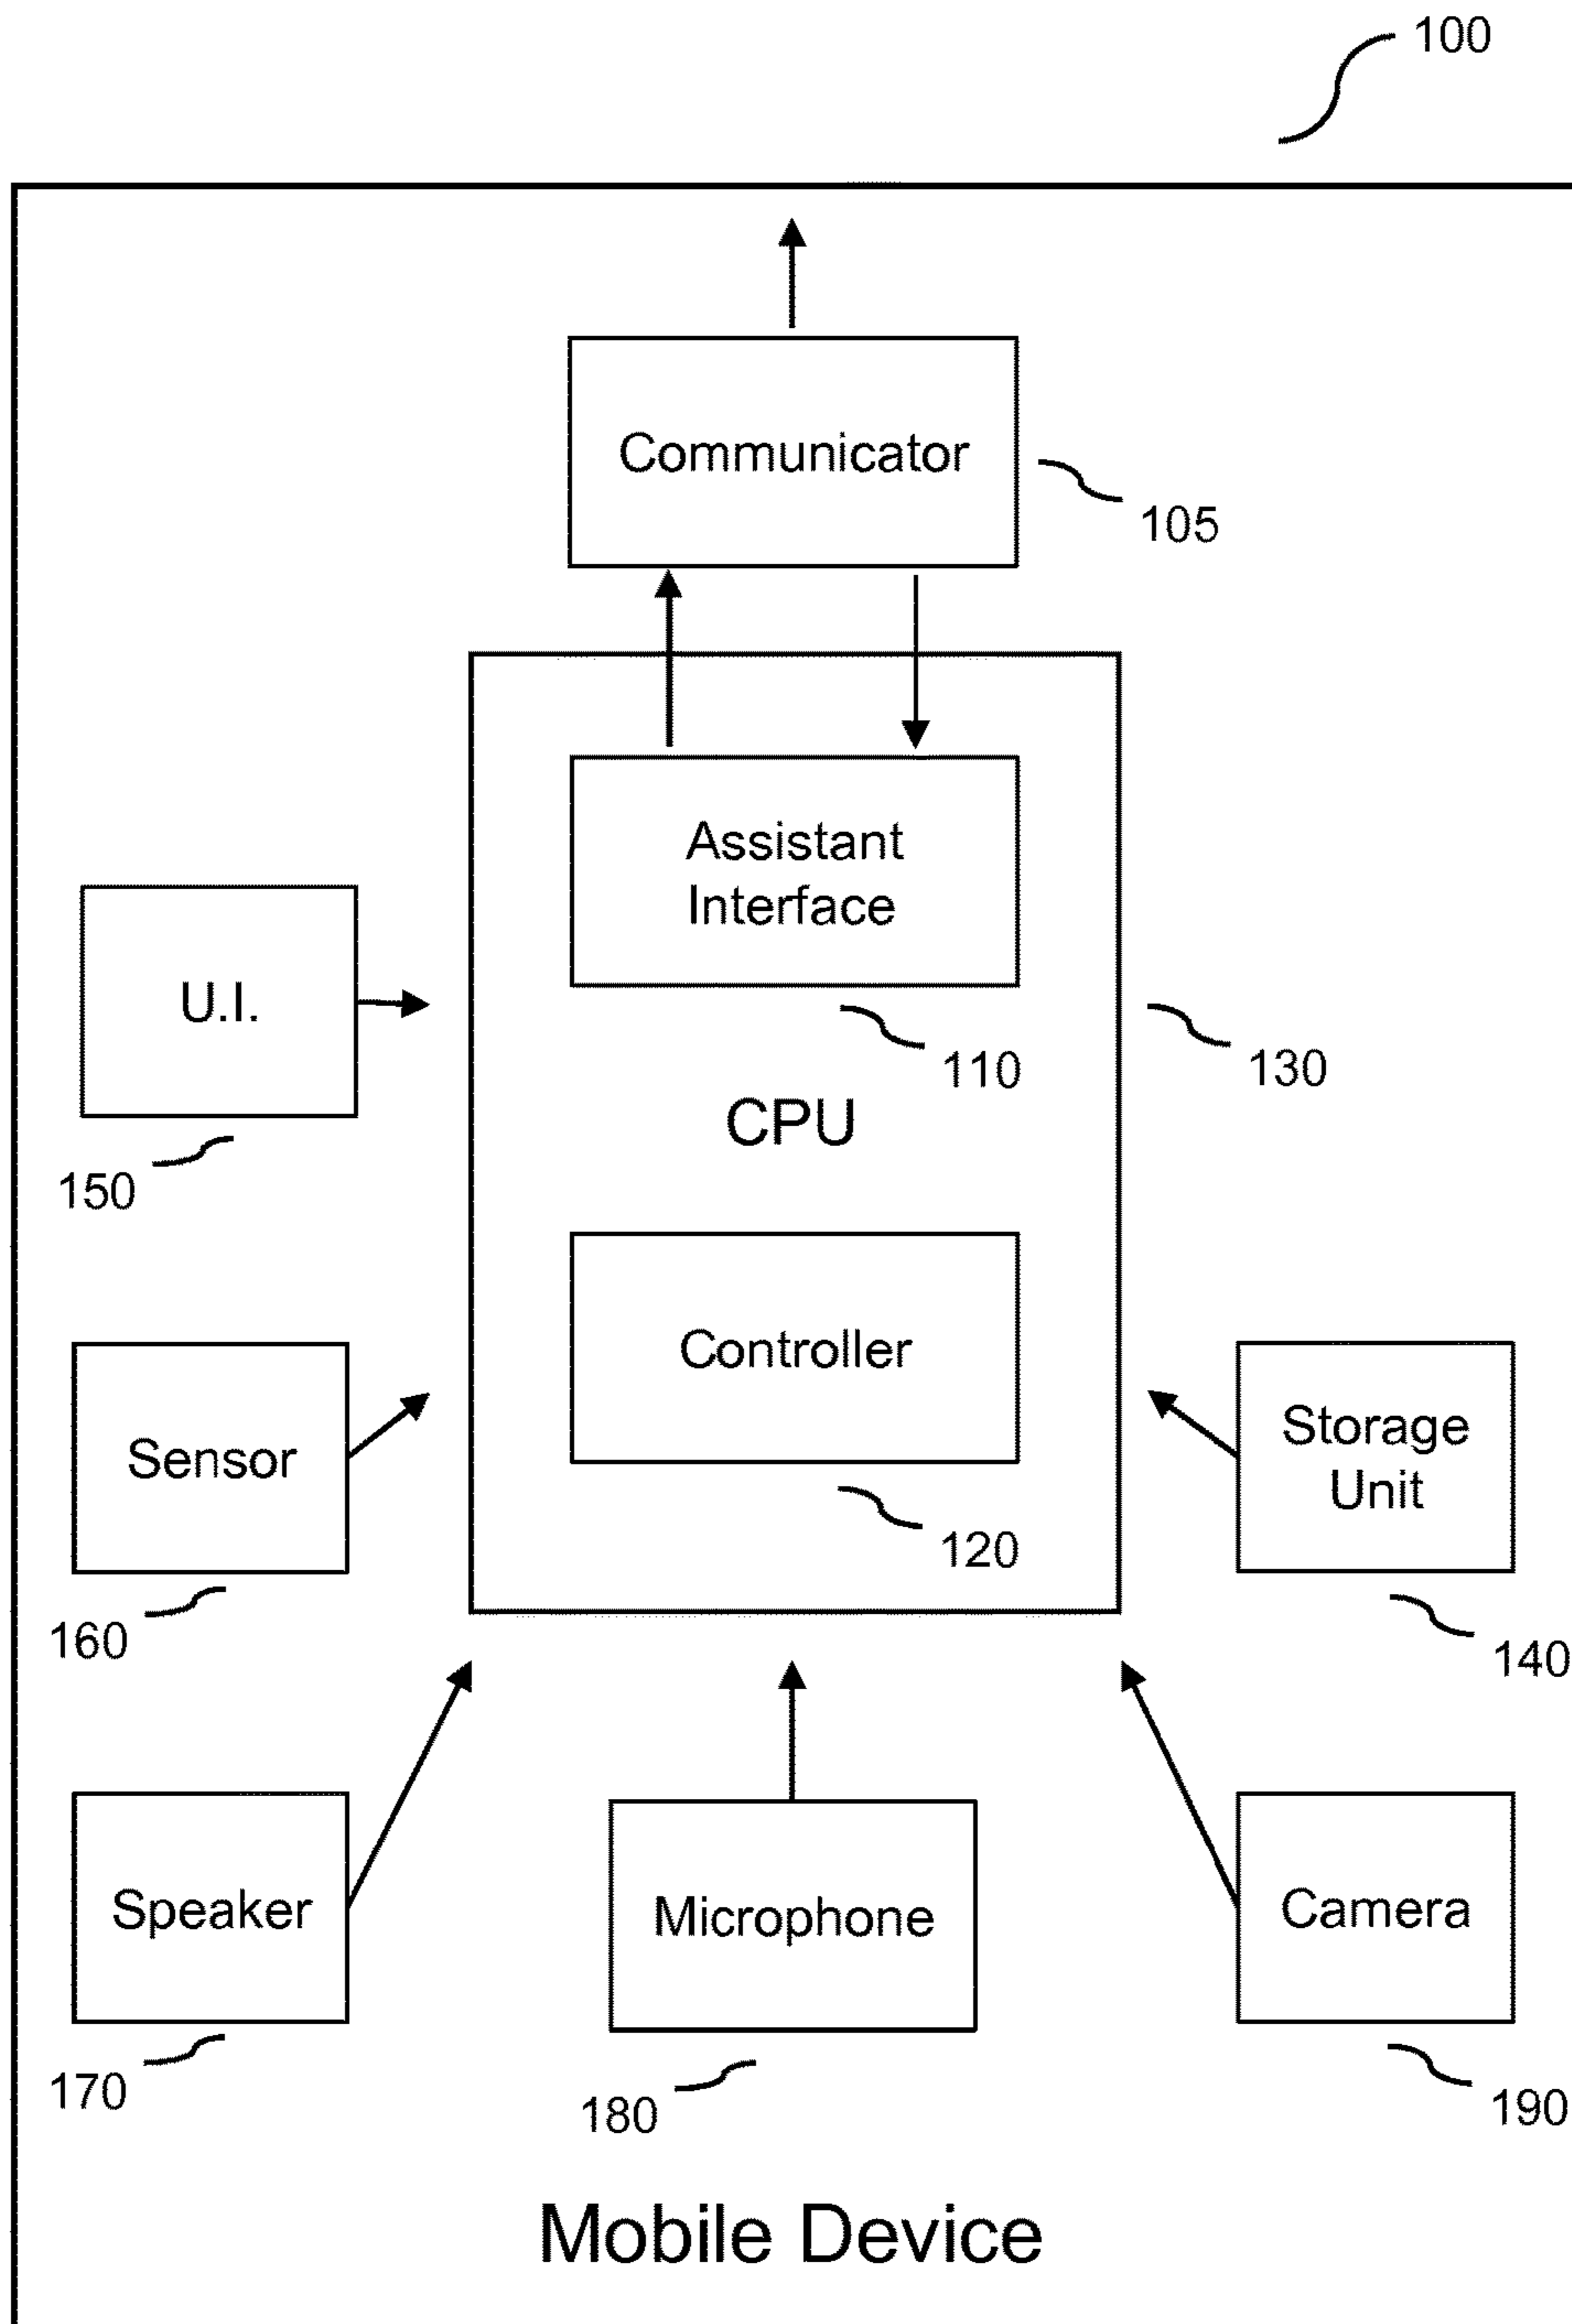 100
Communicator
105
Assistant
Interface
U.I.
110
130
CPU
150
Controller
Storage
Unit
Sensor
120
160
140
Speaker
Microphone
Camera
170
180
190
Mobile Device